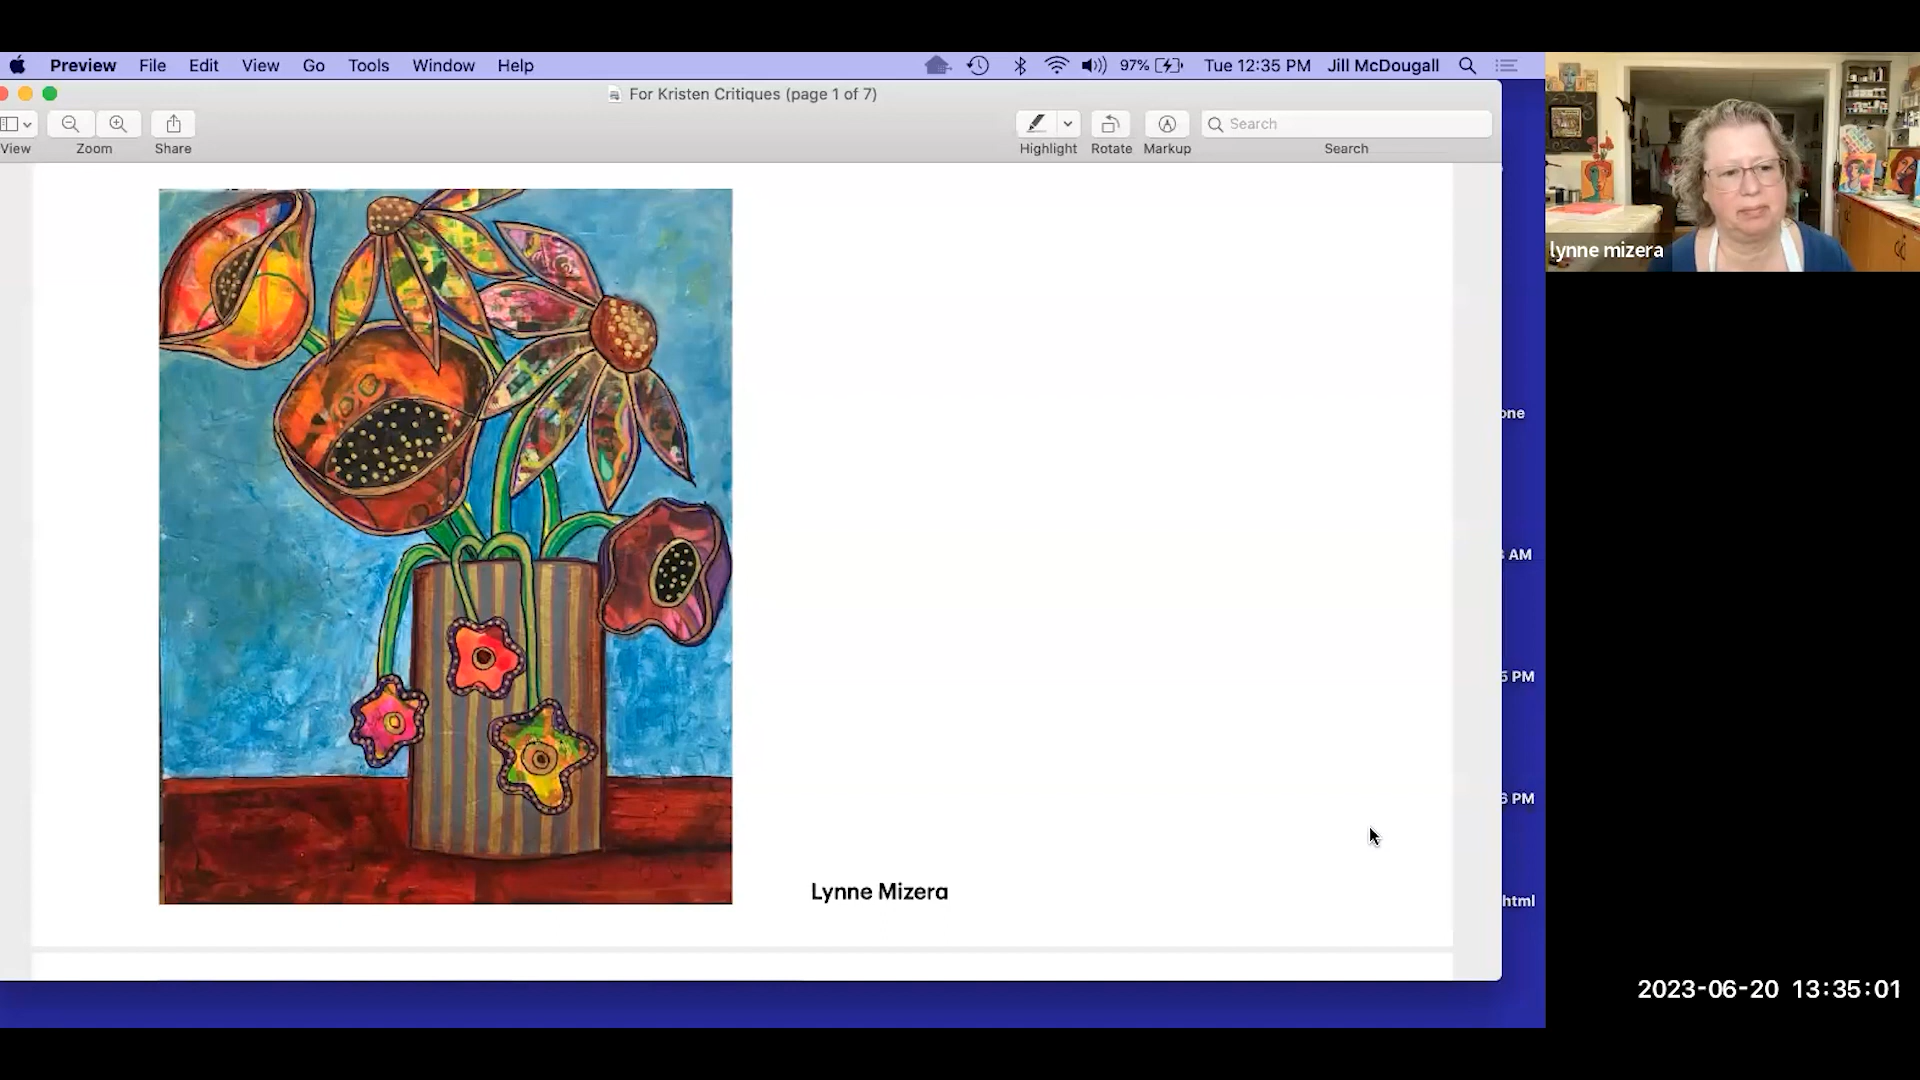 Preview File Edit View Go Tools Window Help 97% Tue 12:35 PM Jill McDougall
For Kristen Critiques (page 1 of 7)
Search
View Zoom Share Highlight Rotate Markup Search
lynne mizera
one
AM
5 PM
6 PM
Lynne Mizera
html
2023-06-20 13:35:01